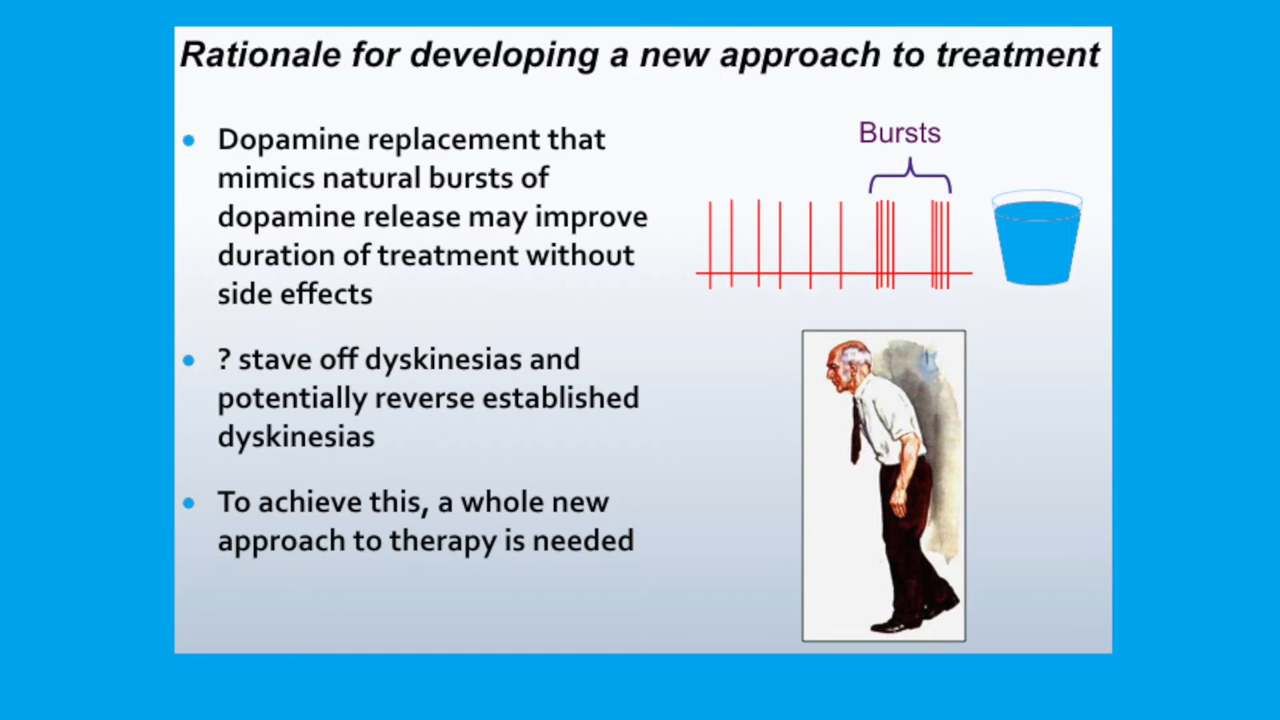 Rationale for developing a new approach to treatment
Dopamine replacement that
mimics natural bursts of
dopamine release may improve
duration of treatment without
side effects
? stave off dyskinesias and
potentially reverse established
dyskinesias
To achieve this, a whole new
approach to therapy is needed
Bursts